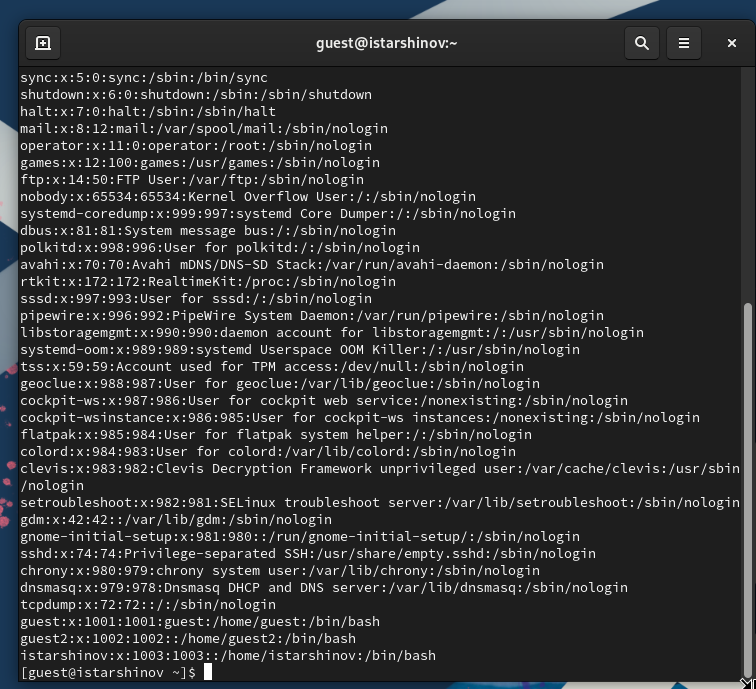 guest@istarshinov:~
sync:x:5:0:sync:/sbin:/bin/sync
shutdown:x:6:0:shutdown:/sbin:/sbin/shutdown
halt:x:7:0:halt:/sbin:/sbin/halt
mail:x:8:12:mail:/var/spool/mail:/sbin/nologin
operator:x:11:0:operator:/root:/sbin/nologin
games:x:12:100:games:/usr/games:/sbin/nologin
ftp:x:14:50:FTP User:/var/ftp:/sbin/nologin
nobody:x:65534:65534:Kernel Overflow User:/:/sbin/nologin
systemd-coredump:x:999:997:systemd Core Dumper:/:/sbin/nologin
dbus:x:81:81:System message bus:/:/sbin/nologin
polkitd:x:998:996:User for polkitd:/:/sbin/nologin
avahi:x:70:70:Avahi mDNS/DNS-SD Stack:/var/run/avahi-daemon:/sbin/nologin
rtkit:x:172:172:RealtimeKit:/proc:/sbin/nologin
sssd:x:997:993:User for sssd:/:/sbin/nologin
pipewire:x:996:992:PipeWire System Daemon:/var/run/pipewire:/sbin/nologin
libstoragemgmt:x:990:990:daemon account for libstoragemgmt:/:/usr/sbin/nologin
systemd-oom:x:989:989:systemd Userspace OOM Killer:/:/usr/sbin/nologin
tss:x:59:59:Account used for TPM access:/dev/null:/sbin/nologin
geoclue:x:988:987:User for geoclue:/var/lib/geoclue:/sbin/nologin
cockpit-ws:x:987:986:User for cockpit web service:/nonexisting:/sbin/nologin
cockpit-wsinstance:x:986:985:User for cockpit-ws instances:/nonexisting:/sbin/nologin
flatpak:x:985:984:User for flatpak system helper:/:/sbin/nologin
colord:x:984:983:User for colord:/var/lib/colord:/sbin/nologin
clevis:x:983:982:Clevis Decryption Framework unprivileged user:/var/cache/clevis:/usr/sbin
/nologin
setroubleshoot:x:982:981:SELinux troubleshoot server:/var/lib/setroubleshoot:/sbin/nologin
gdm:x:42:42::/var/lib/gdm:/sbin/nologin
gnome-initial-setup:x:981:980::/run/gnome-initial-setup/:/sbin/nologin
sshd:x:74:74:Privilege-separated SSH:/usr/share/empty.sshd:/sbin/nologin
chrony:x:980:979:chrony system user:/var/lib/chrony:/sbin/nologin
dnsmasq:x:979:978:Dnsmasq DHCP and DNS server:/var/lib/dnsmasq:/sbin/nologin
tcpdump:x:72:72::/:/sbin/nologin
guest:x:1001:1001:guest:/home/guest:/bin/bash
guest2:x:1002:1002::/home/guest2:/bin/bash
istarshinov:x:1003:1003::/home/istarshinov:/bin/bash
[guest@istarshinov ~]$